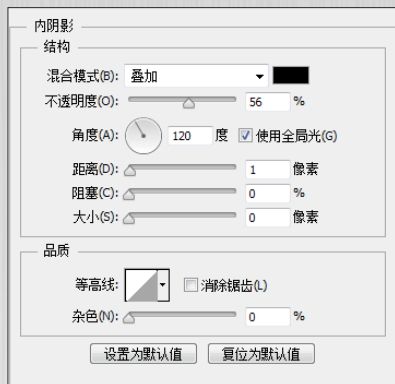 内阴影
结构
混合模式(B): 叠加
不透明度(O): 56 %
角度(A): 120 度 使用全局光(G)
距离(D): 1 像素
阻塞(C): 0 %
大小(S): 0 像素
品质
等高线: 消除锯齿(L)
杂色(N): 0 %
设置为默认值 复位为默认值